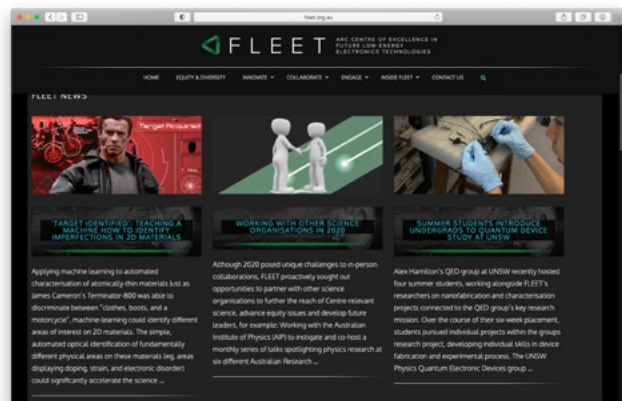 fleet.org.au
FLEET
ARC CENTRE OF EXCELLENCE IN
FUTURE LOW-ENERGY
ELECTRONICS TECHNOLOGIES
HOME EQUITY & DIVERSITY INNOVATE COLLABORATE ENGAGE INSIDE FLEET CONTACT US
FLEET NEWS
Target Acquired
'TARGET IDENTIFIED': TEACHING A
MACHINE HOW TO IDENTIFY
IMPERFECTIONS IN 2D MATERIALS
Applying machine learning to automated
characterisation of atomically-thin materials Just as
James Cameron's Terminator-800 was able to
discriminate between "clothes, boots, and a
motorcycle", machine-learning could identify different
areas of interest on 2D materials. The simple,
automated optical identification of fundamentally
different physical areas on these materials (eg, areas
displaying doping, strain, and electronic disorder)
could significantly accelerate the science ...
WORKING WITH OTHER SCIENCE
ORGANISATIONS IN 2020
Although 2020 posed unique challenges to in-person
collaborations, FLEET proactively sought out
opportunities to partner with other science
organisations to further the reach of Centre-relevant
science, advance equity issues and develop future
leaders, for example: Working with the Australian
Institute of Physics (AIP) to instigate and co-host a
monthly series of talks spotlighting physics research at
six different Australian Research ...
SUMMER STUDENTS INTRODUCE
UNDERGRADS TO QUANTUM DEVICE
STUDY AT UNSW
Alex Hamilton's QED group at UNSW recently hosted
four summer students, working alongside FLEET's
researchers on nanofabrication and characterisation
projects connected to the QED group's key research
mission. Over the course of their six week placement,
students pursued individual projects within the groups
research project, developing individual skills in device
fabrication and experimental process. The UNSW
Physics Quantum Electronic Devices group ...